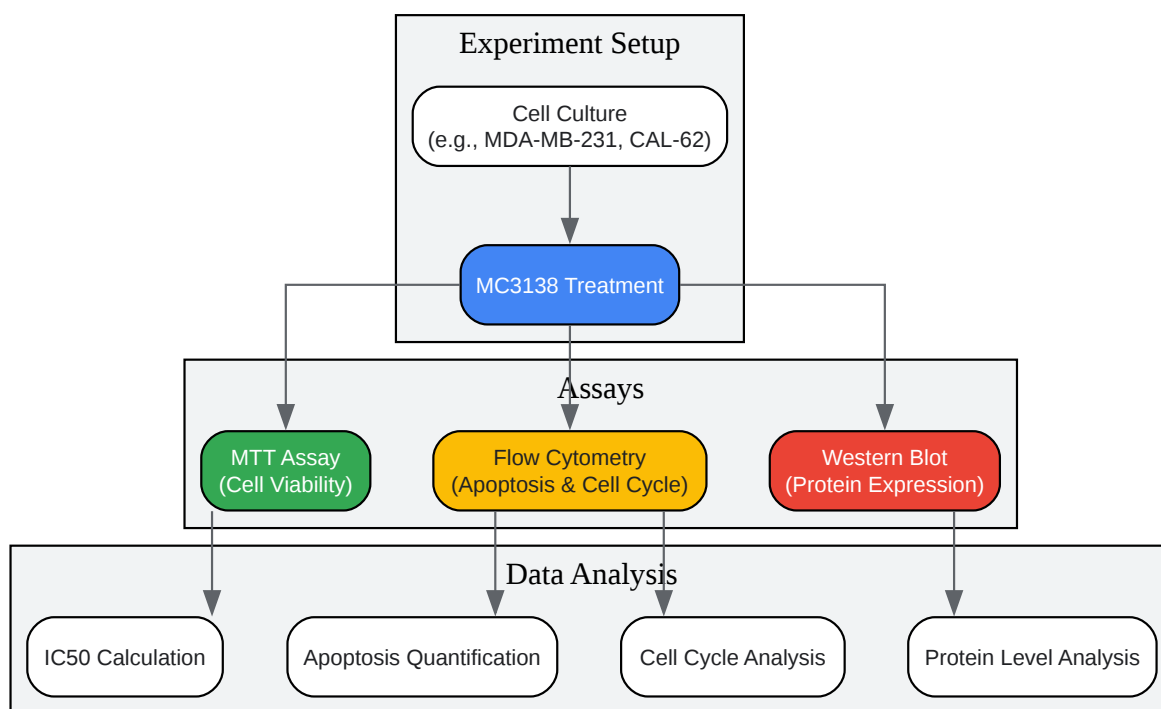 Experiment Setup
Cell Culture
(e.g., MDA-MB-231, CAL-62)
MC3138 Treatment
Assays
MTT Assay
(Cell Viability)
Flow Cytometry
(Apoptosis & Cell Cycle)
Western Blot
(Protein Expression)
Data Analysis
IC50 Calculation
Apoptosis Quantification
Cell Cycle Analysis
Protein Level Analysis